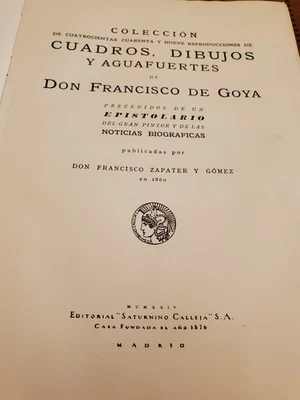 COLECCIÓN
DE CUATROCIENTAS CUARENTA Y NUEVE REPRODUCCIONES DE
CUADROS, DIBUJOS
Y AGUAFUERTES
DE
DON FRANCISCO DE GOYA
PRECEDIDOS DE UN
EPISTOLARIO
DEL GRAN PINTOR Y DE LAS
NOTICIAS BIOGRAFICAS
publicadas por
DON FRANCISCO ZAPATER Y GÓMEZ
en 1860
MCMXXIV
EDITORIAL "SATURNINO CALLEJA" S.A.
CASA FUNDADA EL AÑO 1876
MADRID